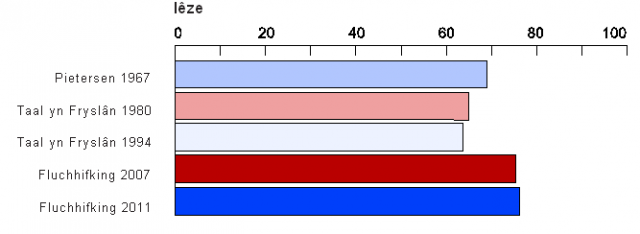 lêze
0 20 40 60 80 100
Pietersen 1967
Taal yn Fryslân 1980
Taal yn Fryslân 1994
Fluchhifking 2007
Fluchhifking 2011